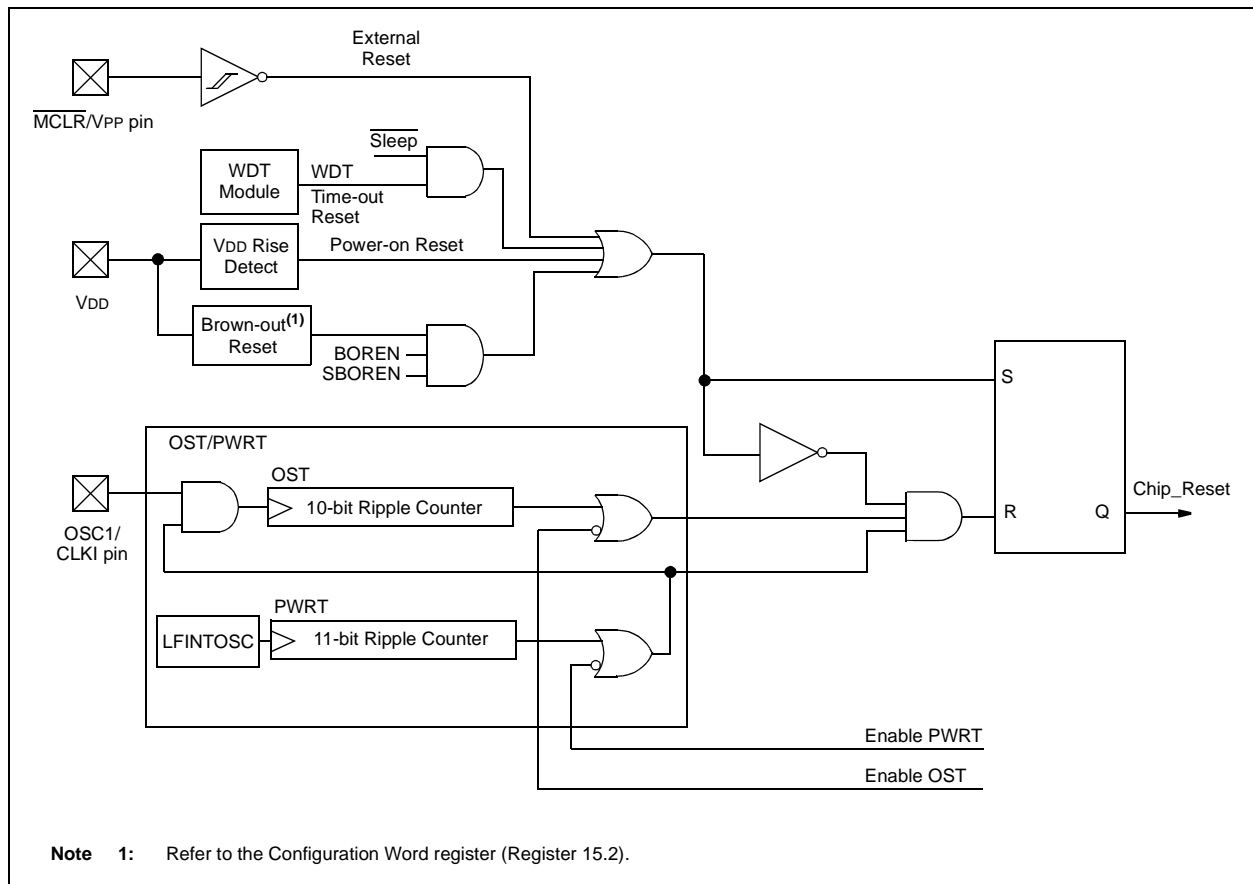 External
Reset
MCLR/VPP pin
Sleep
WDT
Module
WDT
Time-out
Reset
VDD Rise
Detect
Power-on Reset
VDD
Brown-out(1)
Reset
BOREN
SBOREN
S
OST/PWRT
OST
10-bit Ripple Counter
OSC1/
CLKI pin
R
Q
Chip_Reset
PWRT
LFINTOSC
11-bit Ripple Counter
Enable PWRT
Enable OST
Note 1: Refer to the Configuration Word register (Register 15.2).